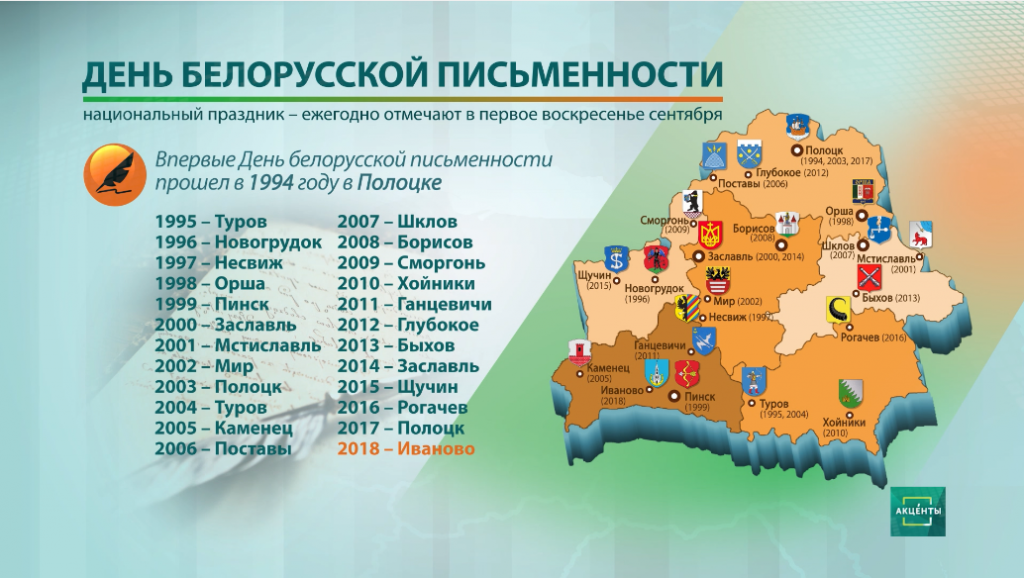 ДЕНЬ БЕЛОРУССКОЙ ПИСЬМЕННОСТИ
национальный праздник – ежегодно отмечают в первое воскресенье сентября
Впервые День белорусской письменности
прошел в 1994 году в Полоцке
1995 – Туров
1996 – Новогрудок
1997 – Несвиж
1998 – Орша
1999 – Пинск
2000 – Заславль
2001 – Мстиславль
2002 – Мир
2003 – Полоцк
2004 – Туров
2005 – Каменец
2006 – Поставы
2007 – Шклов
2008 – Борисов
2009 – Сморгонь
2010 – Хойники
2011 – Ганцевичи
2012 – Глубокое
2013 – Быхов
2014 – Заславль
2015 – Щучин
2016 – Рогачев
2017 – Полоцк
2018 – Иваново
Полоцк
(1994, 2003, 2017)
Глубокое (2012)
Поставы (2006)
Орша
(1998)
Сморгонь
(2009)
Борисов
(2008)
Шклов
(2007)
Мстиславль
(2001)
Заславль (2000, 2014)
Щучин
(2015)
Новогрудок
(1996)
Мир (2002)
Быхов (2013)
Несвиж (1997)
Рогачев (2016)
Ганцевичи
(2011)
Каменец
(2005)
Иваново
(2018)
Пинск
(1999)
Туров
(1995, 2004)
Хойники
(2010)
АКЦЕ́НТЫ